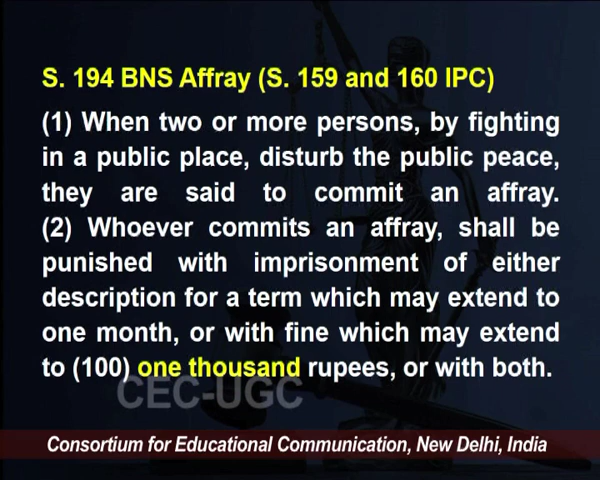 S. 194 BNS Affray (S. 159 and 160 IPC)
(1) When two or more persons, by fighting
in a public place, disturb the public peace,
they are said to commit an affray.
(2) Whoever commits an affray, shall be
punished with imprisonment of either
description for a term which may extend to
one month, or with fine which may extend
to (100) one thousand rupees, or with both.
CEC-UGC
Consortium for Educational Communication, New Delhi, India